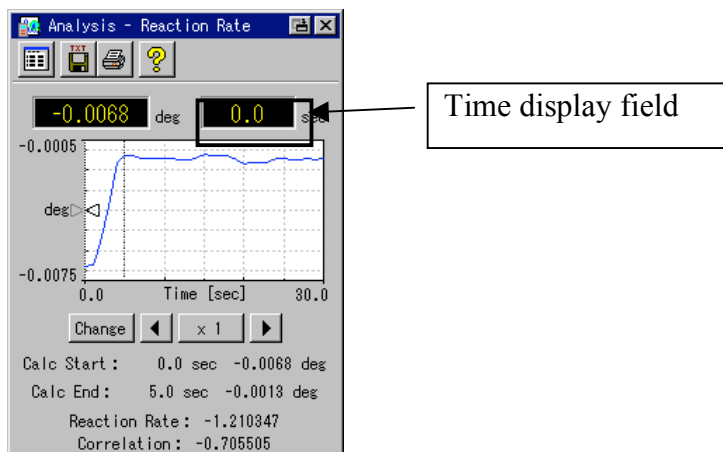 Analysis - Reaction Rate
TXT
-0.0068 deg 0.0 sec
Time display field
-0.0005
deg
-0.0075
0.0 Time [sec] 30.0
Change x 1
Calc Start : 0.0 sec -0.0068 deg
Calc End : 5.0 sec -0.0013 deg
Reaction Rate : -1.210347
Correlation : -0.705505